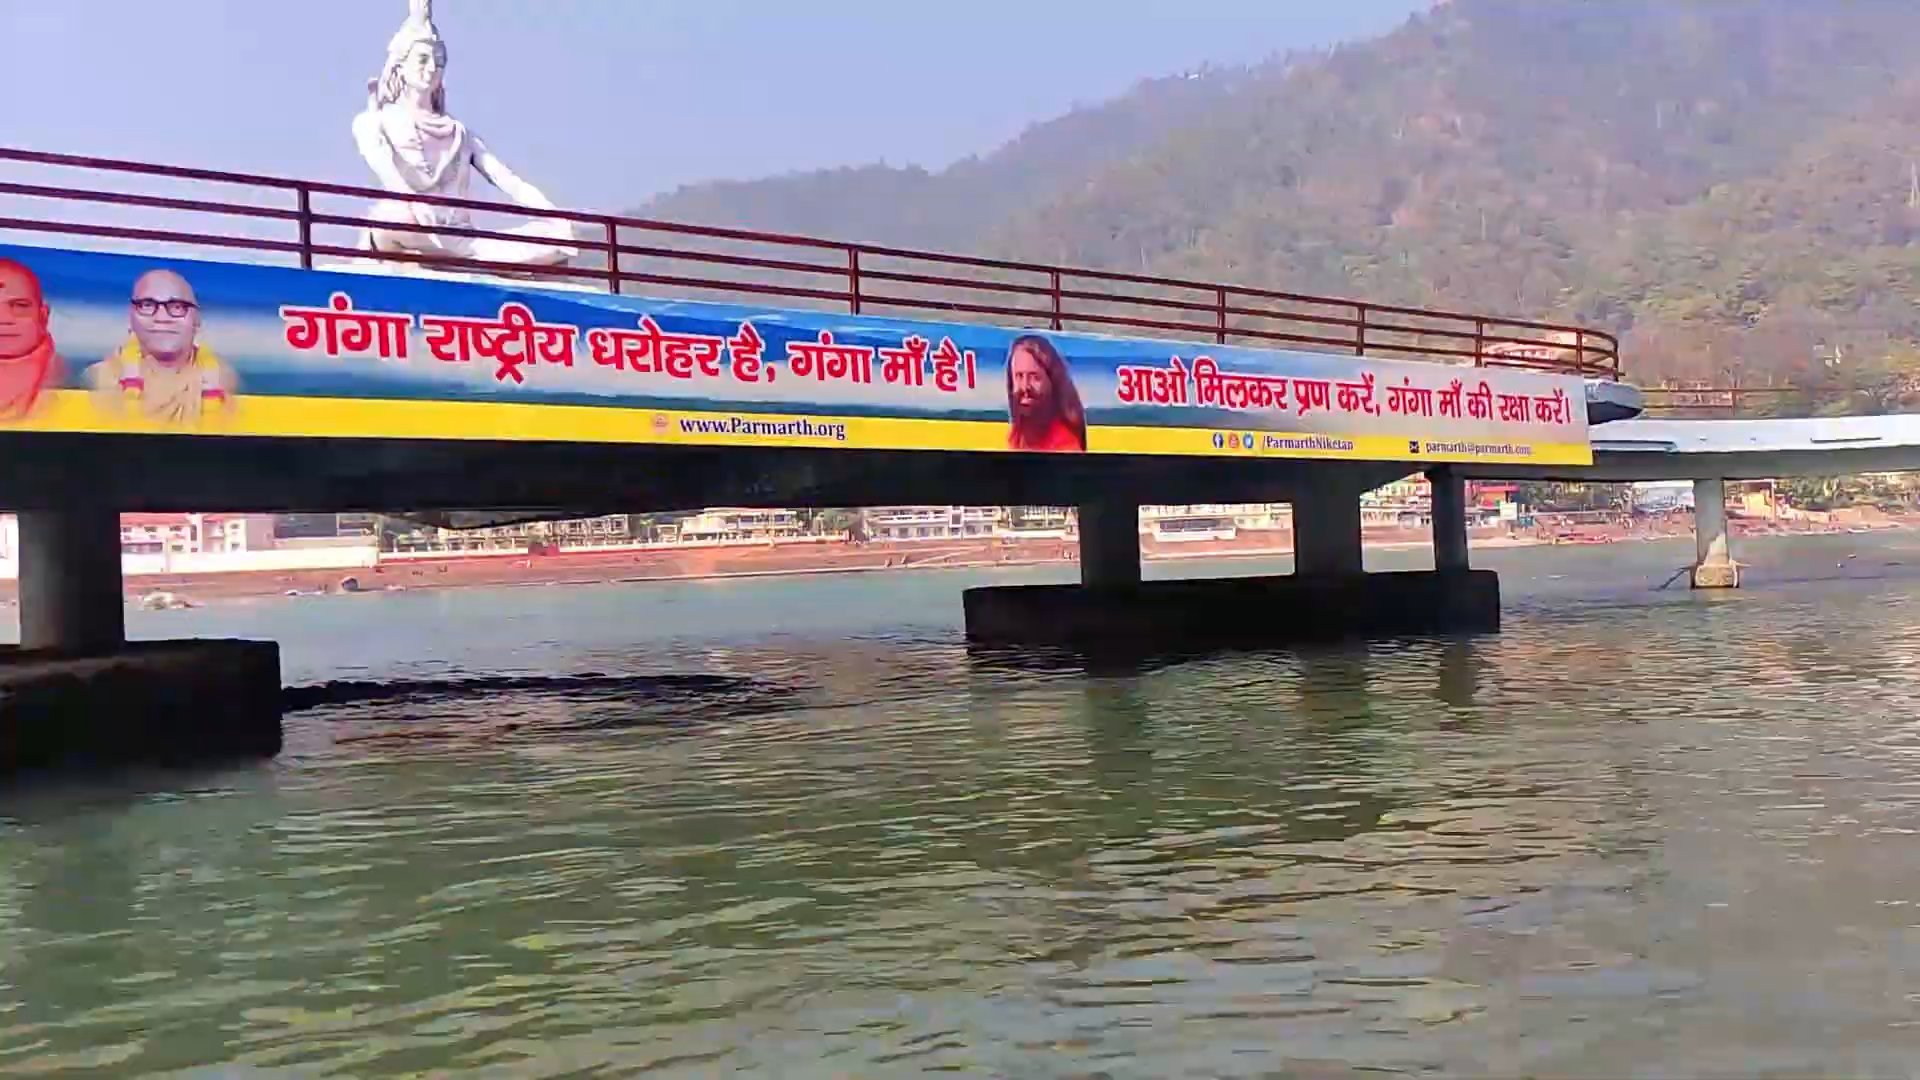 गंगा राष्ट्रीय धरोहर है, गंगा माँ है।
www.Parmarth.org
आओ मिलकर प्रण करें, गंगा माँ की रक्षा करें।
/ParmarthNiketan
parmarth@parmarth.com